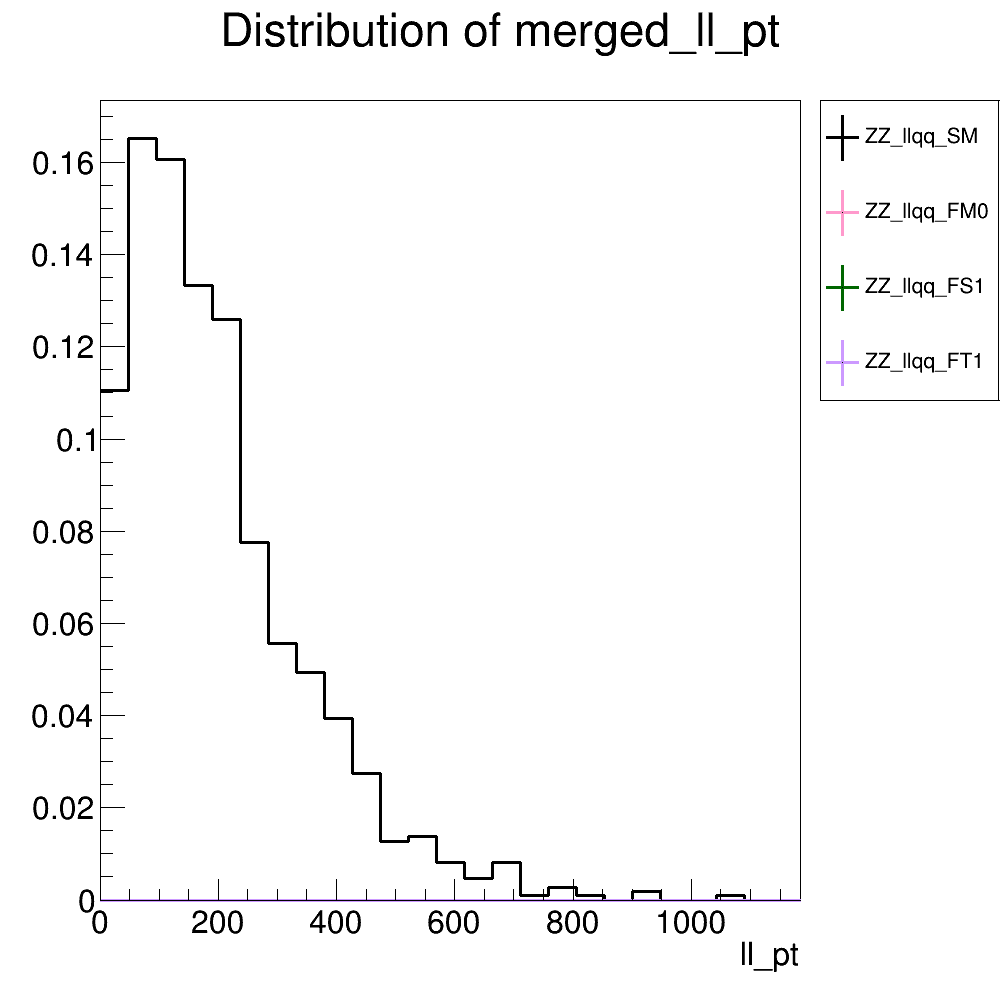 Distribution of merged_ll_pt
0.16
0.14
0.12
0.1
0.08
0.06
0.04
0.02
0
0 200 400 600 800 1000
ll_pt
ZZ_llqq_SM
ZZ_llqq_FM0
ZZ_llqq_FS1
ZZ_llqq_FT1